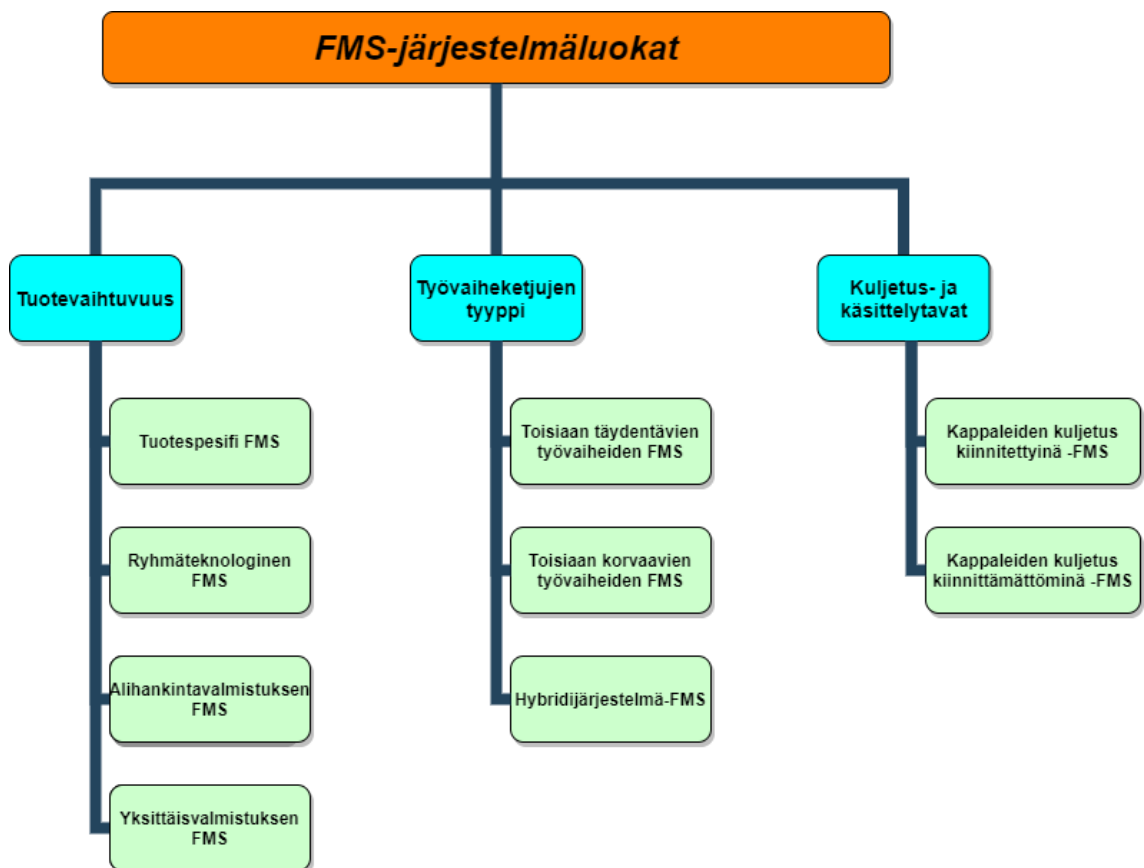 FMS-järjestelmäluokat
Tuotevaihtuvuus
Tuotespesifi FMS
Ryhmäteknologinen
FMS
Alihankintavalmistuksen
FMS
Yksittäisvalmistuksen
FMS
Työvaiheketjujen
tyyppi
Toisiaan täydentävien
työvaiheiden FMS
Toisiaan korvaavien
työvaiheiden FMS
Hybridijärjestelmä-FMS
Kuljetus- ja
käsittelytavat
Kappaleiden kuljetus
kiinnitettyinä -FMS
Kappaleiden kuljetus
kiinnittämättöminä -FMS